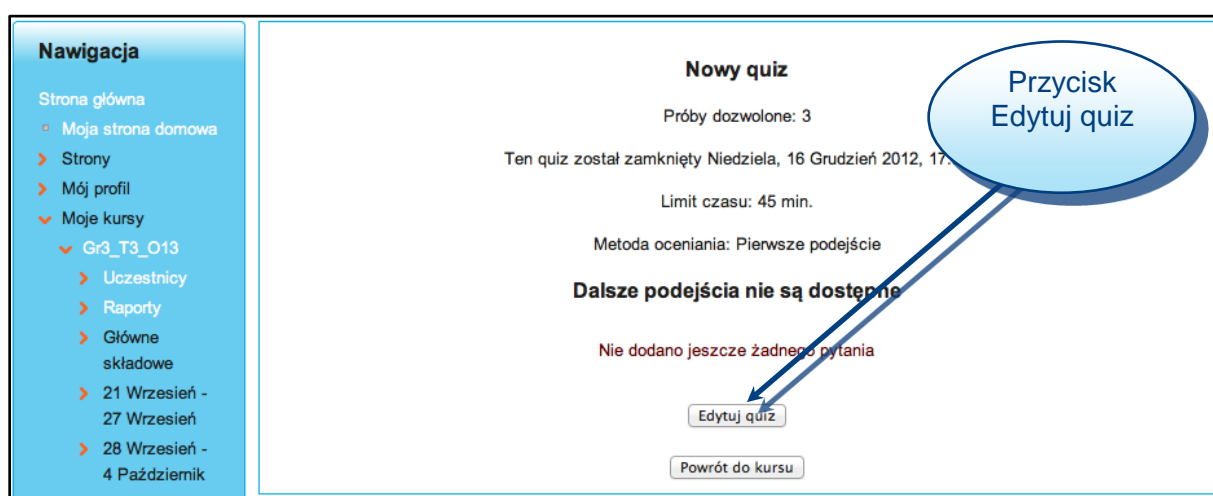 Nawigacja
Strona główna
Moja strona domowa
Strony
Mój profil
Moje kursy
Gr3_T3_O13
Uczestnicy
Raporty
Główne
składowe
21 Wrzesień -
27 Wrzesień
28 Wrzesień -
4 Październik
Nowy quiz
Próby dozwolone: 3
Ten quiz został zamknięty Niedziela, 16 Grudzień 2012, 17:
Limit czasu: 45 min.
Metoda oceniania: Pierwsze podejście
Dalsze podejścia nie są dostępne
Nie dodano jeszcze żadnego pytania
Edytuj quiz
Powrót do kursu
Przycisk
Edytuj quiz